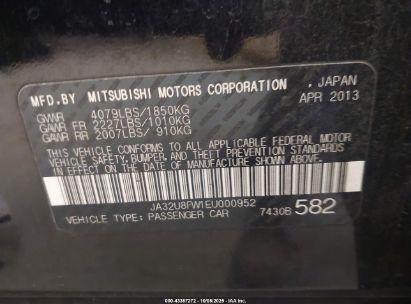 MFD.BY MITSUBISHI MOTORS CORPORATION , JAPAN
GVWR 4079LBS/1850KG APR 2013
GAWR FR 2227LBS/1010KG
GAWR RR 2007LBS/ 910KG
THIS VEHICLE CONFORMS TO ALL APPLICABLE FEDERAL MOTOR
VEHICLE SAFETY, BUMPER, AND THEFT PREVENTION STANDARDS
IN EFFECT ON THE DATE OF MANUFACTURE SHOWN ABOVE.
JA32U8FW1EU000952
VEHICLE TYPE: PASSENGER CAR 7430B 582